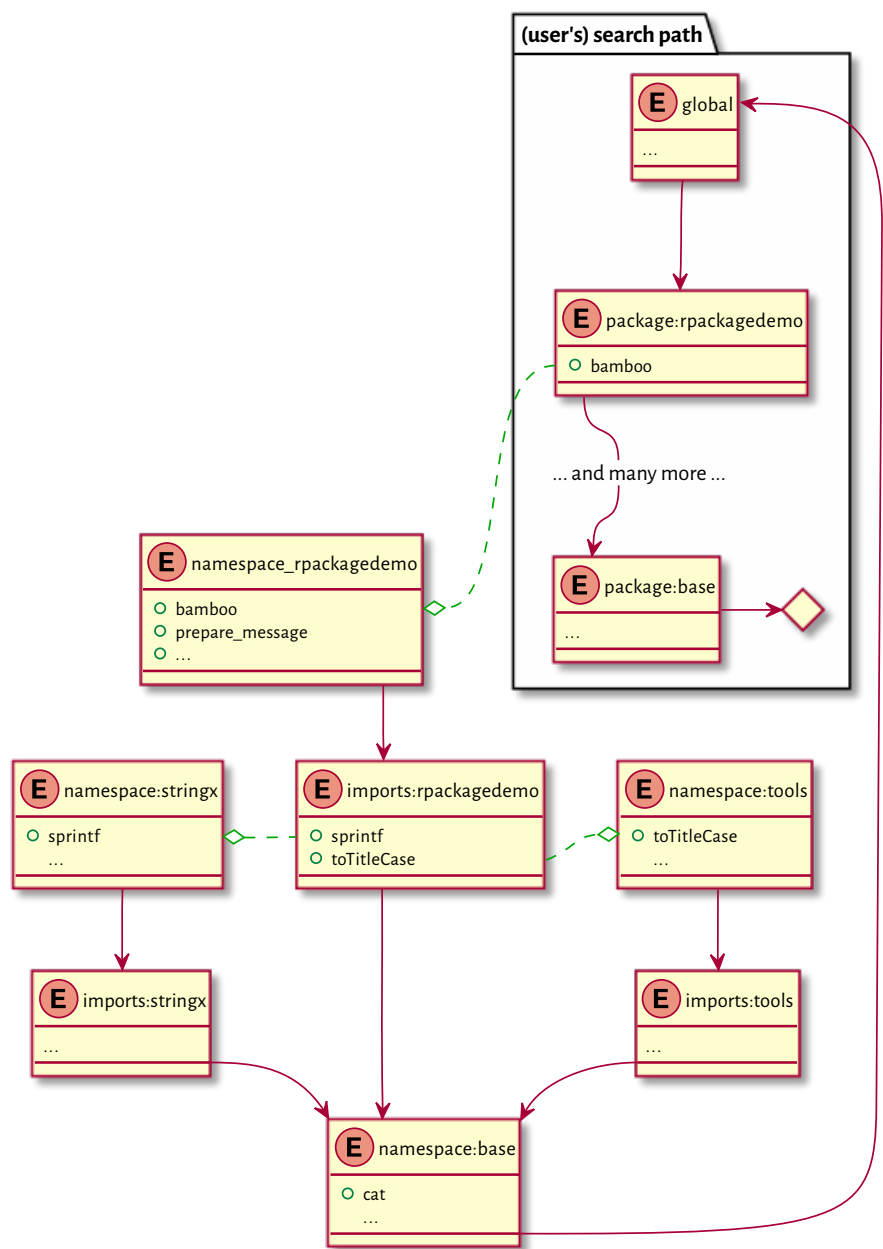 (user's) search path
E global
...
E package:rpackagedemo
bamboo
... and many more ...
E namespace_rpackagedemo
bamboo
prepare_message
...
E package:base
...
E namespace:stringx
sprintf
...
E imports:rpackagedemo
sprintf
toTitleCase
E namespace:tools
toTitleCase
...
E imports:stringx
...
E imports:tools
...
E namespace:base
cat
...